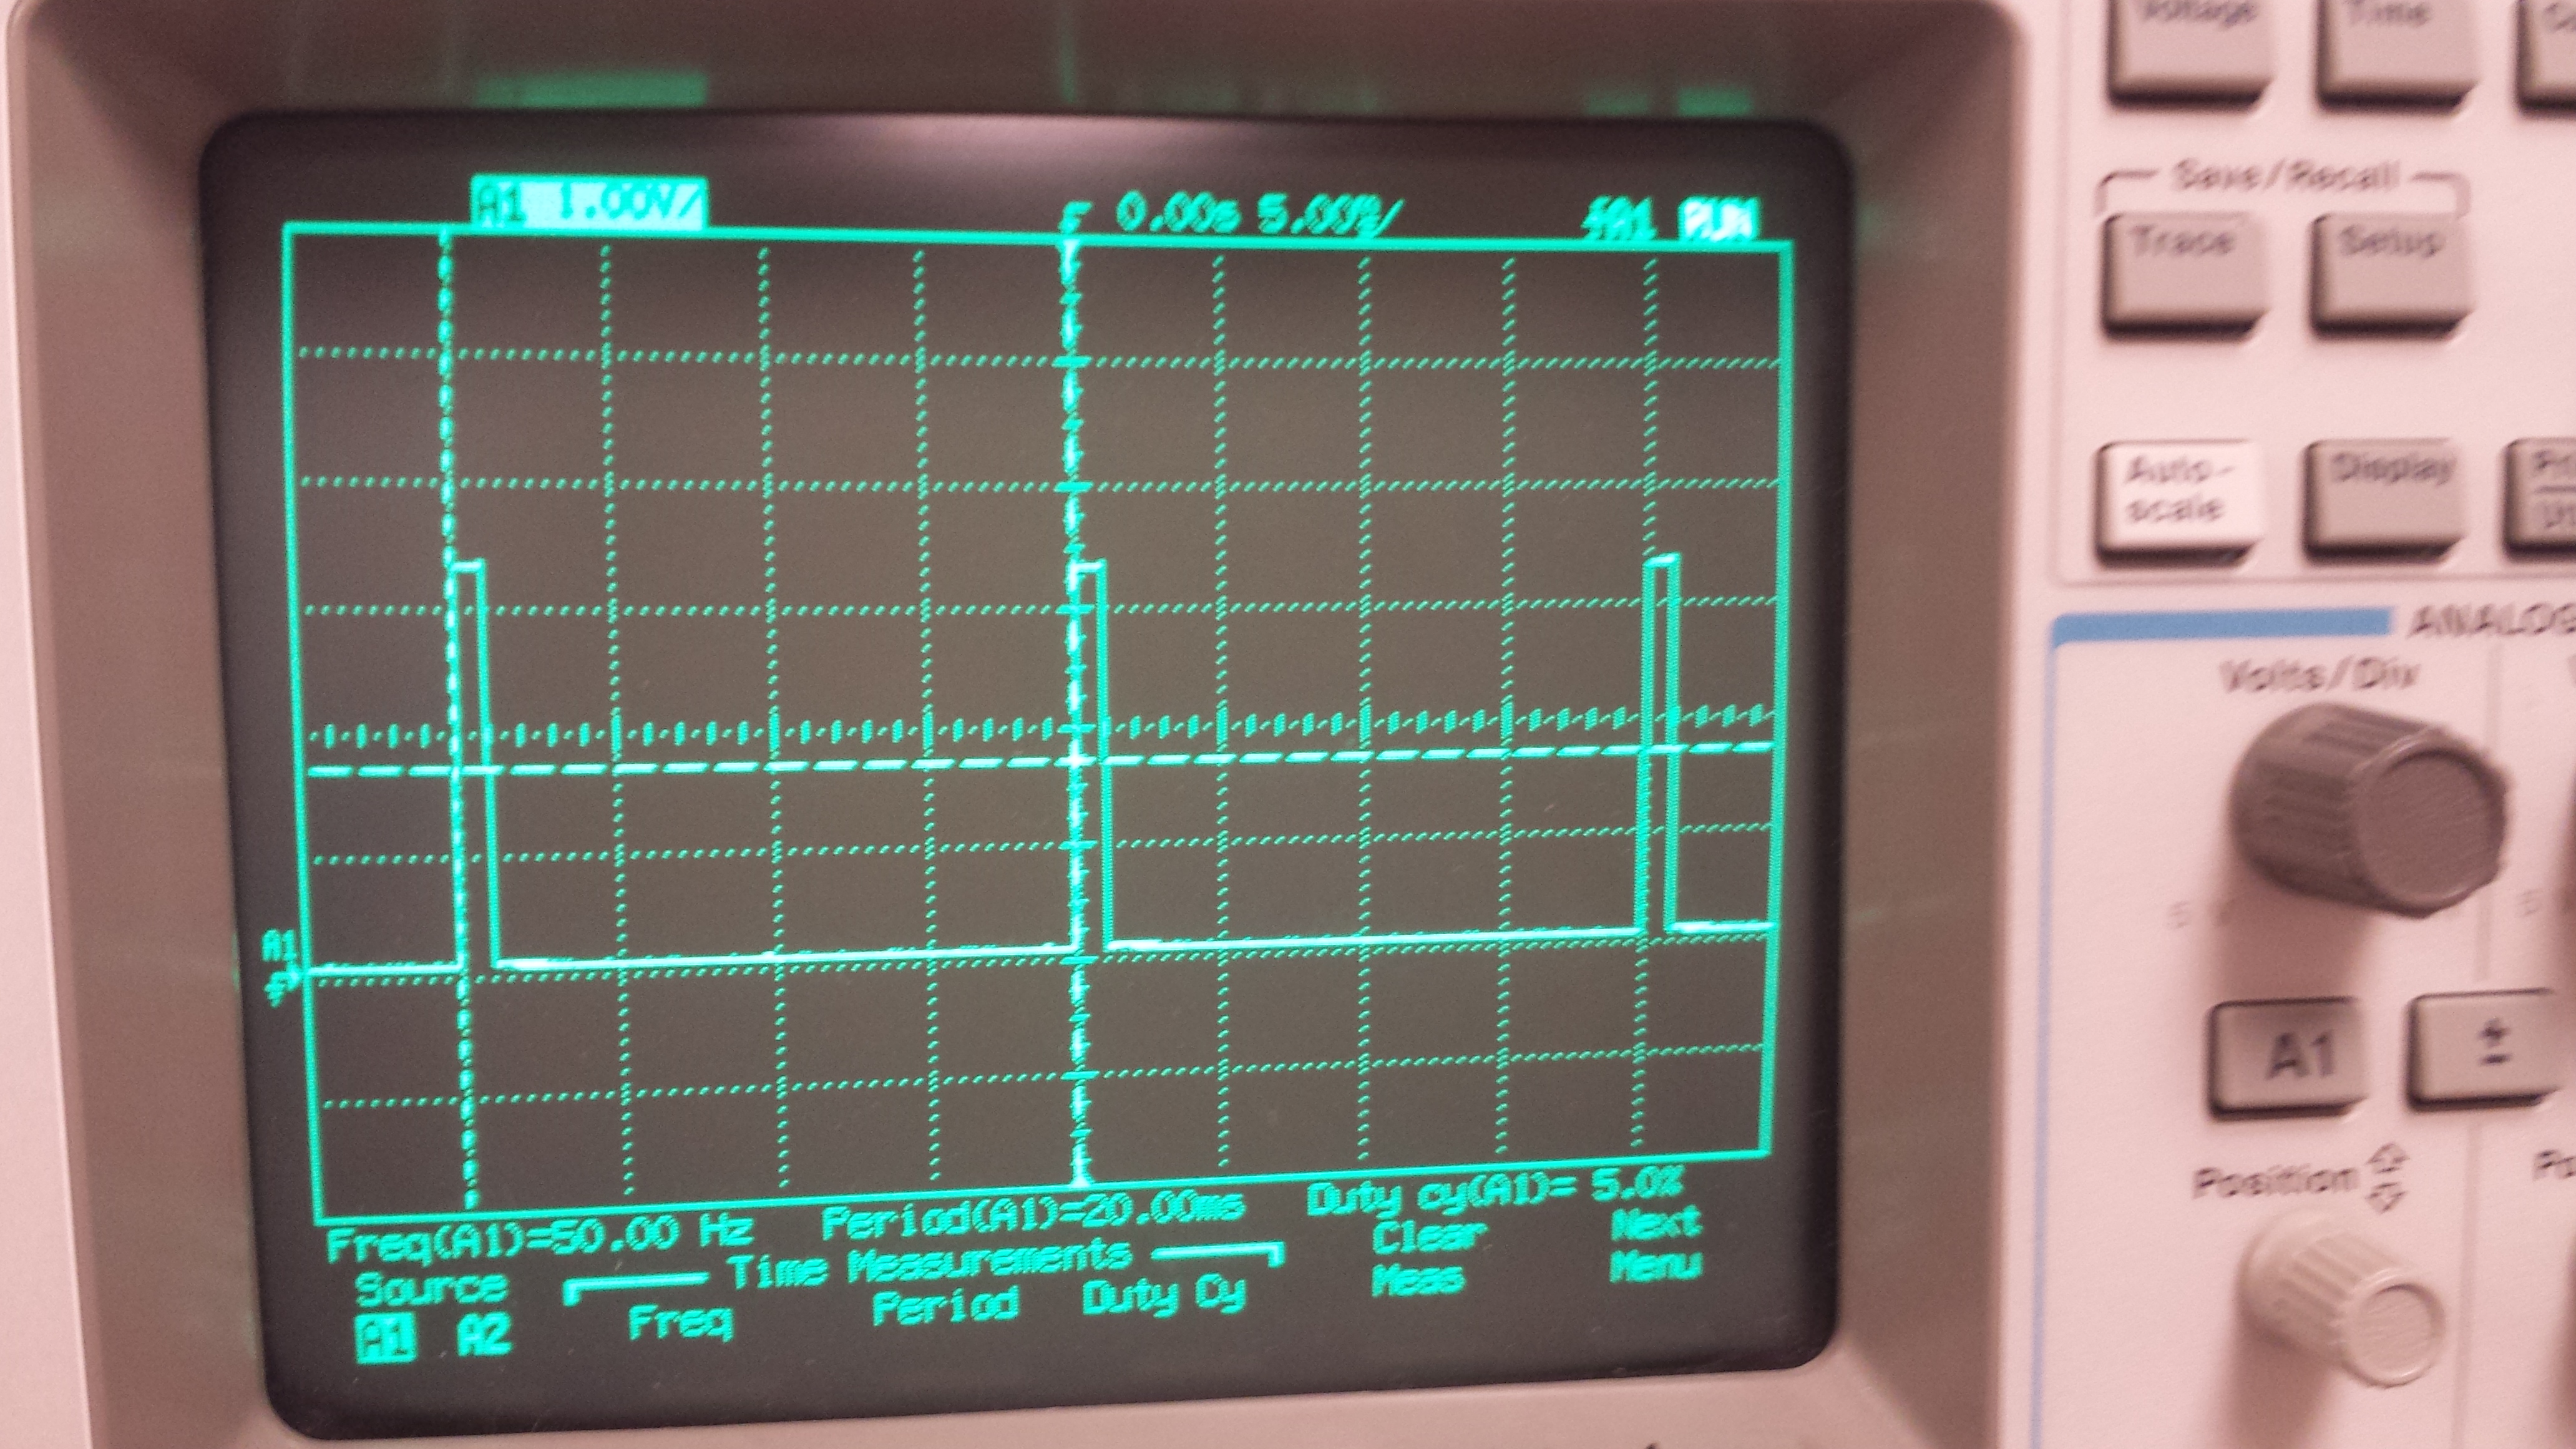 Voltage Time
Save/Recall
Trace Setup
Auto-
scale
Display
ANALOG
Volts/Div
A1 ±
Position
A1 1.00V/ 0.00s 5.00 A1 RUN
A1
Freq(A1)=50.00 Hz Period(A1)=20.00ms Duty cy(A1)= 5.0%
Source Time Measurements Clear Next
A1 A2 Freq Period Duty Cy Meas Menu